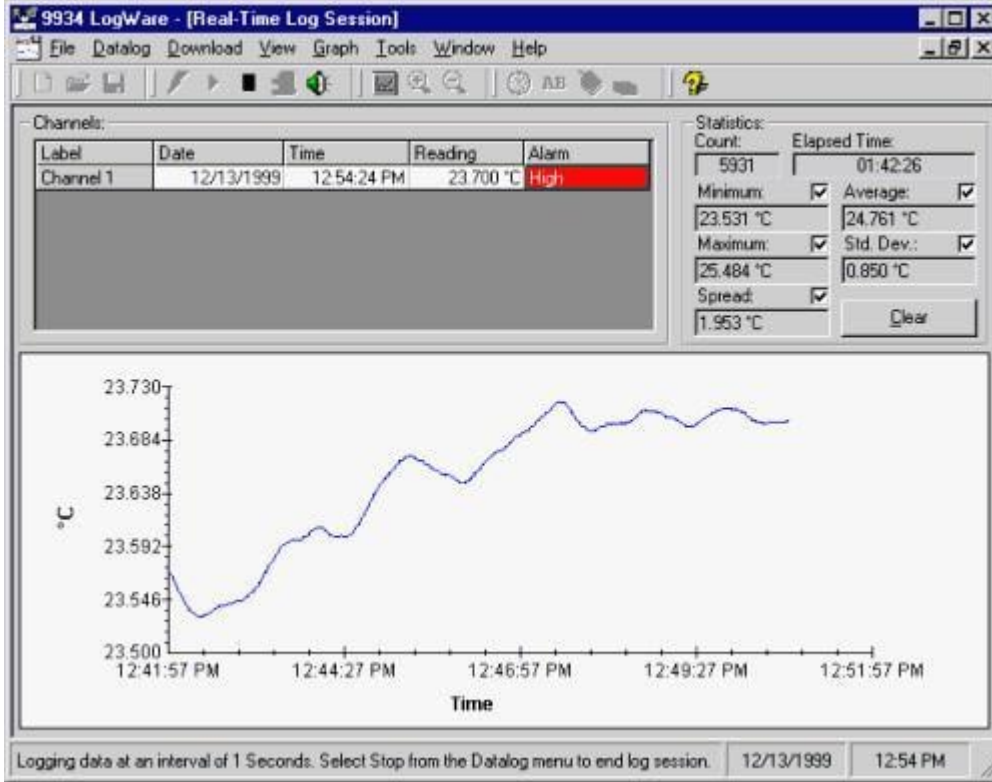 9934 LogWare - [Real-Time Log Session]
File Datalog Download View Graph Tools Window Help
AB
Channels:
Label Date Time Reading Alarm
Channel 1 12/13/1999 12:54:24 PM 23.700 °C High
Statistics:
Count: Elapsed Time:
5931 01:42:26
Minimum: Average:
23.531 °C 24.761 °C
Maximum: Std. Dev.:
25.484 °C 0.850 °C
Spread:
1.953 °C Clear
23.730
23.684
23.638
°C
23.592
23.546
23.500
12:41:57 PM 12:44:27 PM 12:46:57 PM 12:49:27 PM 12:51:57 PM
Time
Logging data at an interval of 1 Seconds. Select Stop from the Datalog menu to end log session. 12/13/1999 12:54 PM